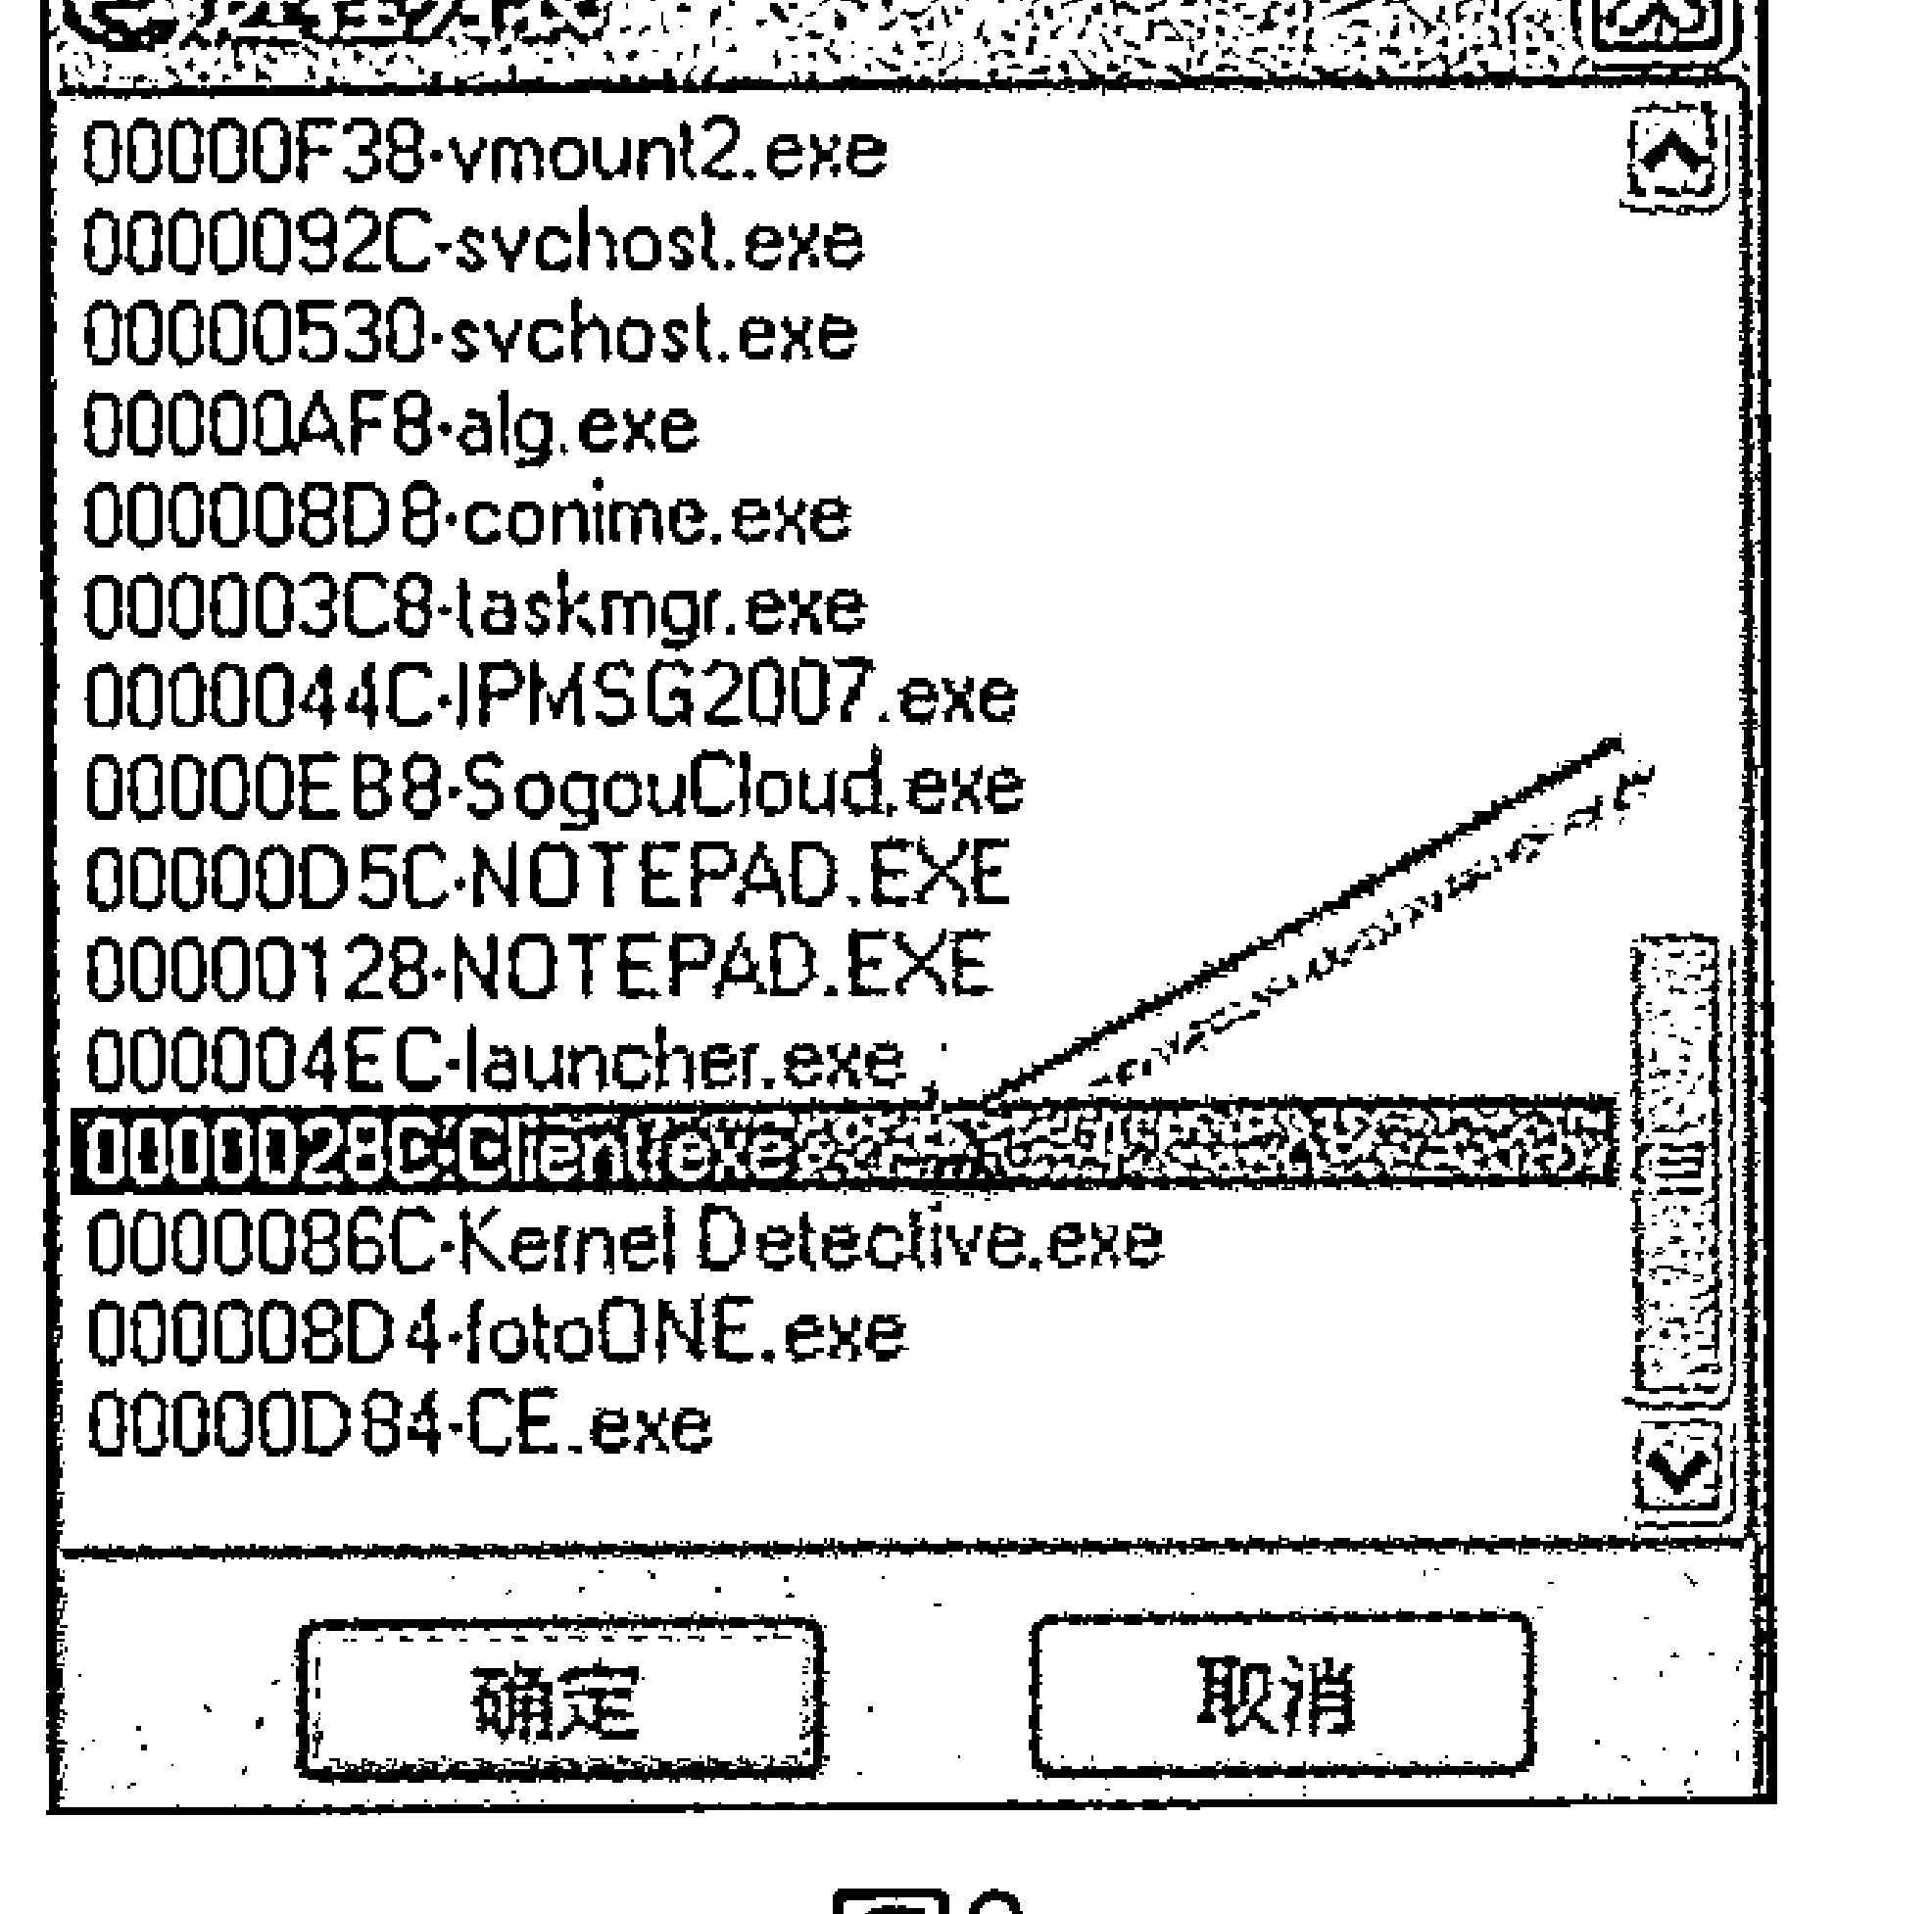 00000F38-vmount2.exe
0000092C-svchost.exe
00000530-svchost.exe
00000AF8-alg.exe
000008D8-conime.exe
000003C8-taskmgr.exe
0000044C-IPMSG2007.exe
00000EB8-SogouCloud.exe
00000D5C-NOTEPAD.EXE
00000128-NOTEPAD.EXE
000004EC-launcher.exe
0000028C-Client.exe
0000086C-Kernel Detective.exe
000008D4-fotoONE.exe
00000D84-CE.exe
确定
取消